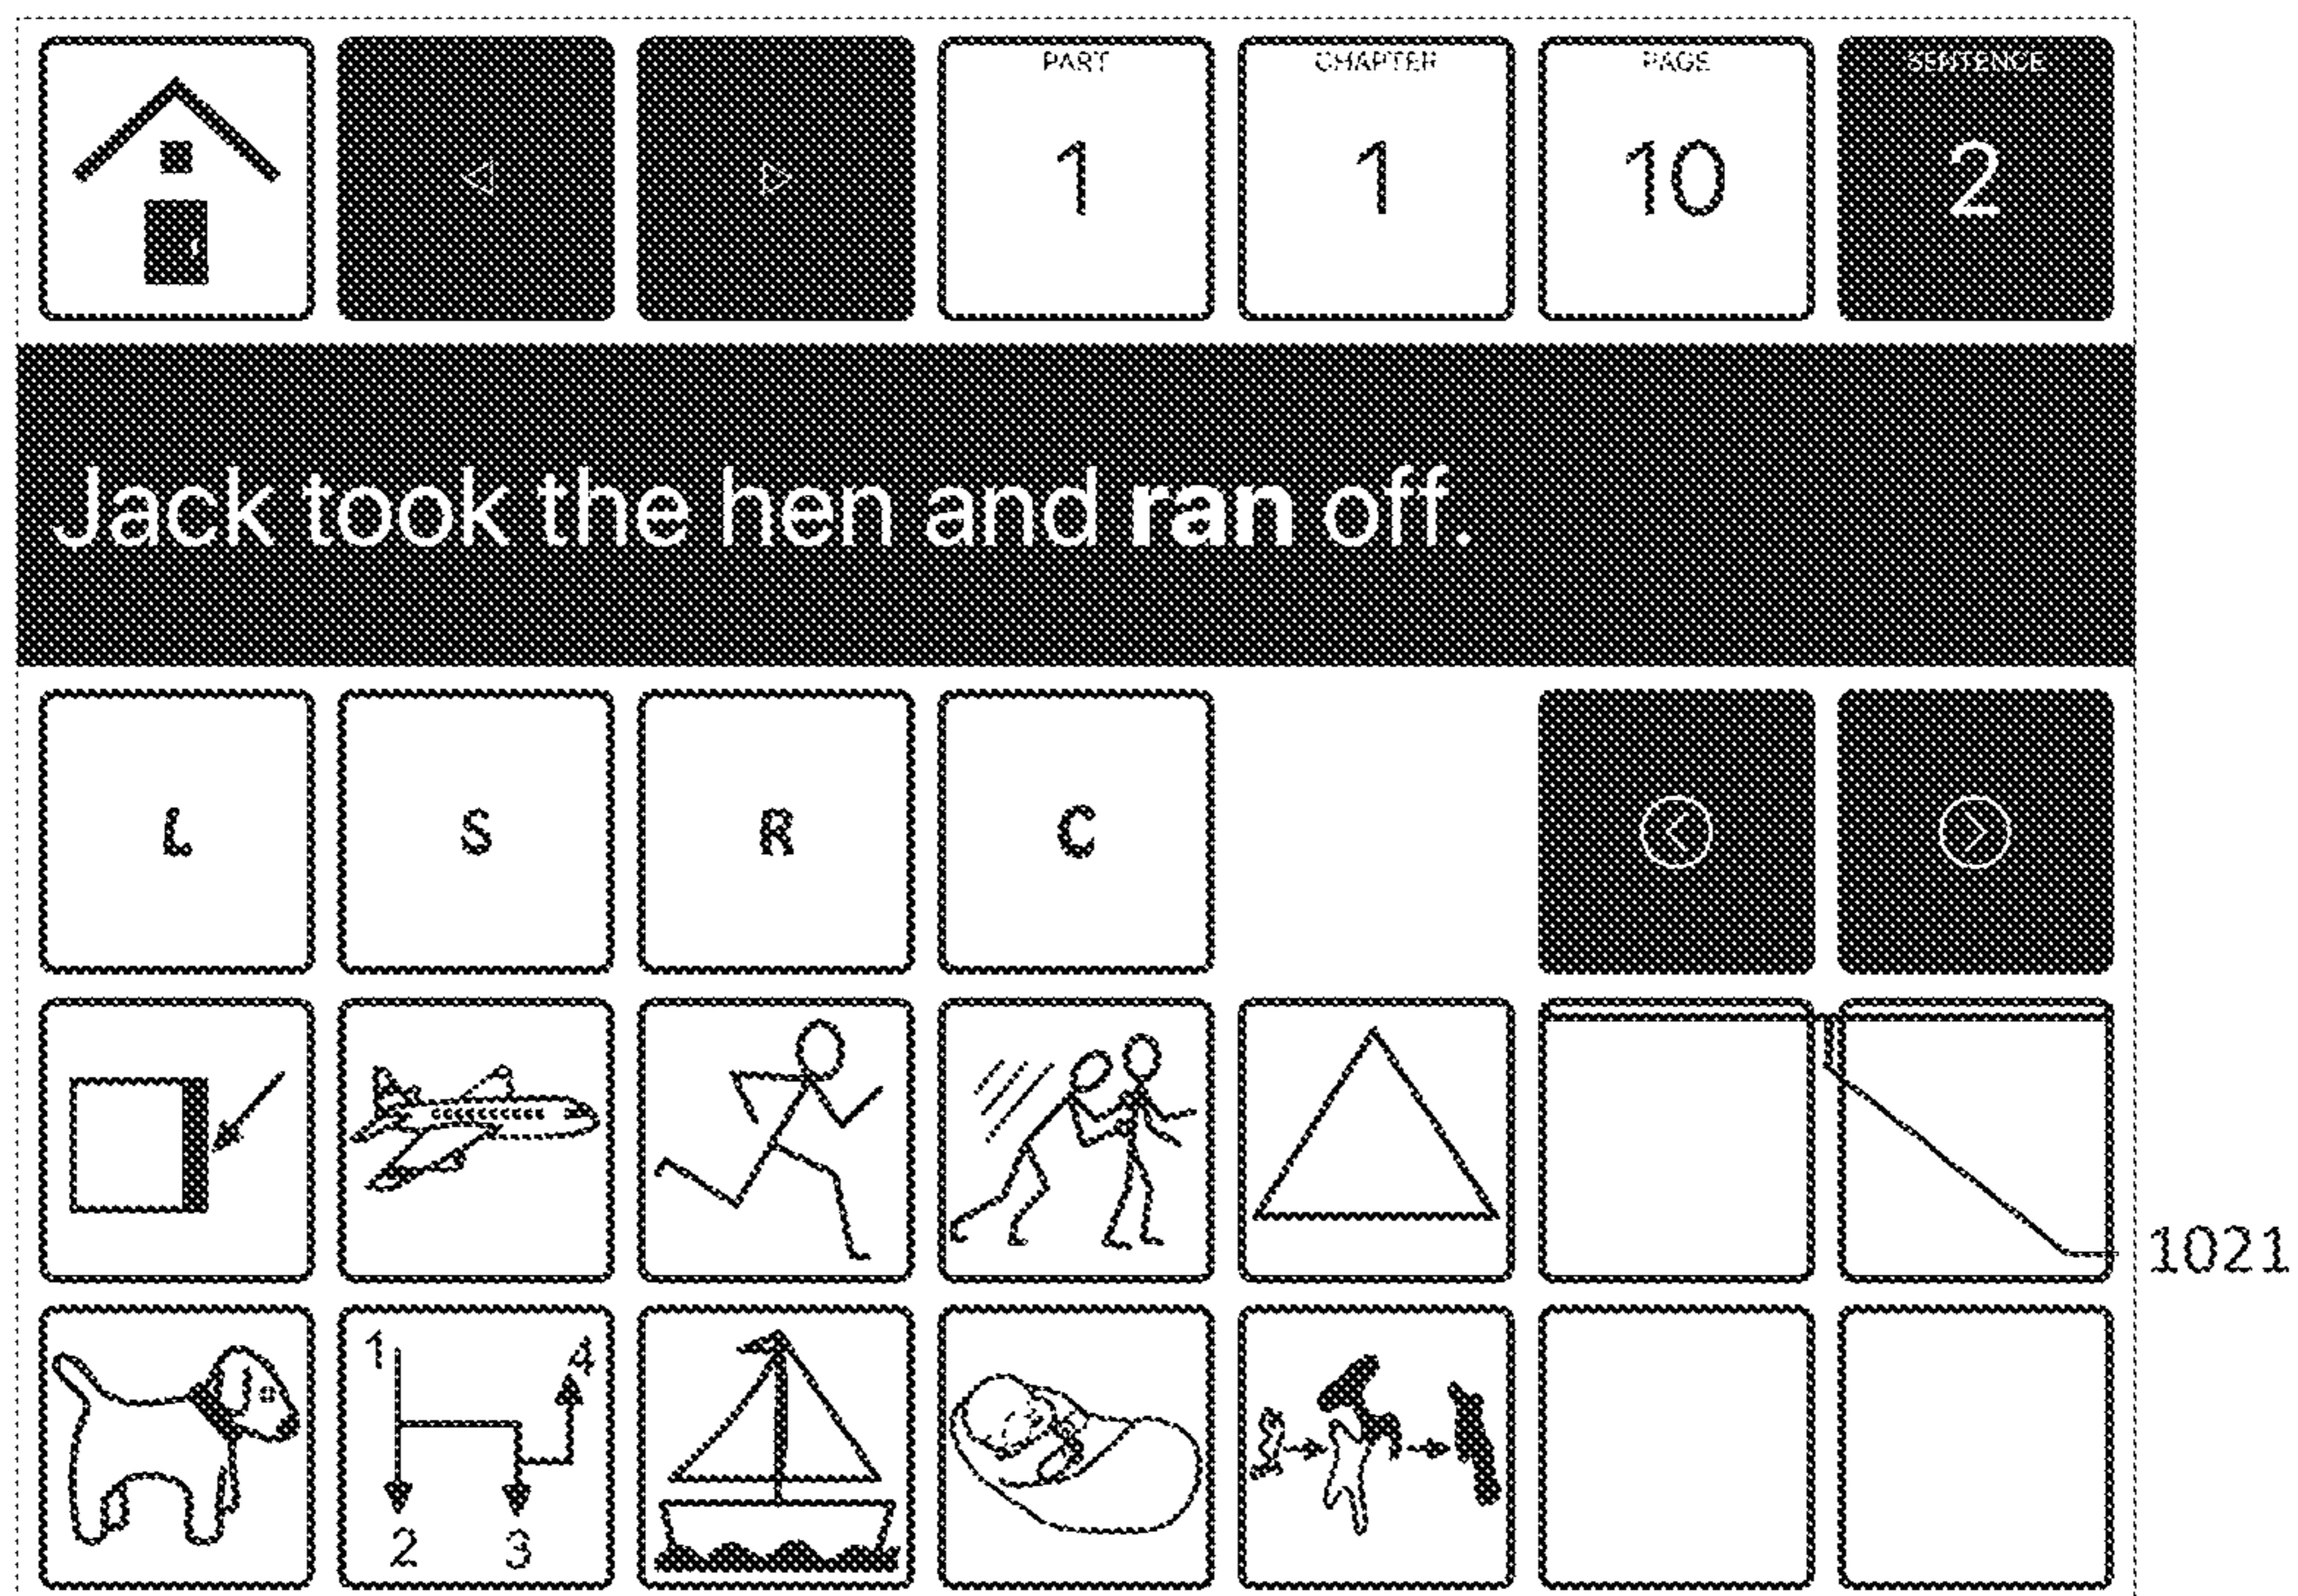 PART CHAPTER PAGE SENTENCE
1 1 10 2
Jack took the hen and ran off.
L S R C
1021
1 4
2 3